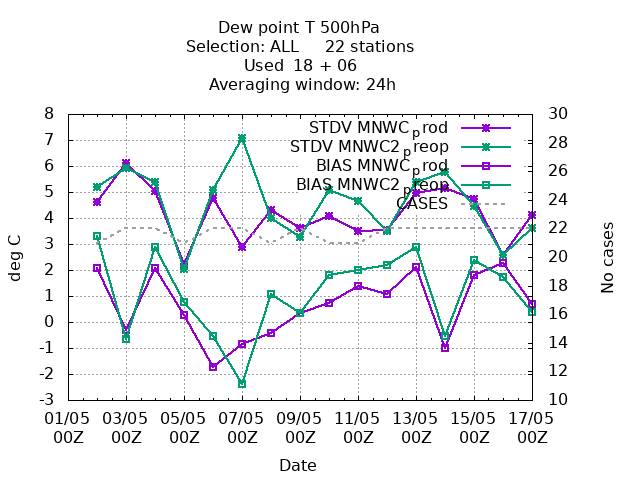 Dew point T 500hPa
Selection: ALL 22 stations
Used 18 + 06
Averaging window: 24h
8
7
6
5
4
3
2
1
0
-1
-2
-3
deg C
30
28
26
24
22
20
18
16
14
12
10
No cases
STDV MNWC_prod
STDV MNWC2_preop
BIAS MNWC_prod
BIAS MNWC2_preop
CASES
01/05 03/05 05/05 07/05 09/05 11/05 13/05 15/05 17/05
00Z 00Z 00Z 00Z 00Z 00Z 00Z 00Z 00Z
Date